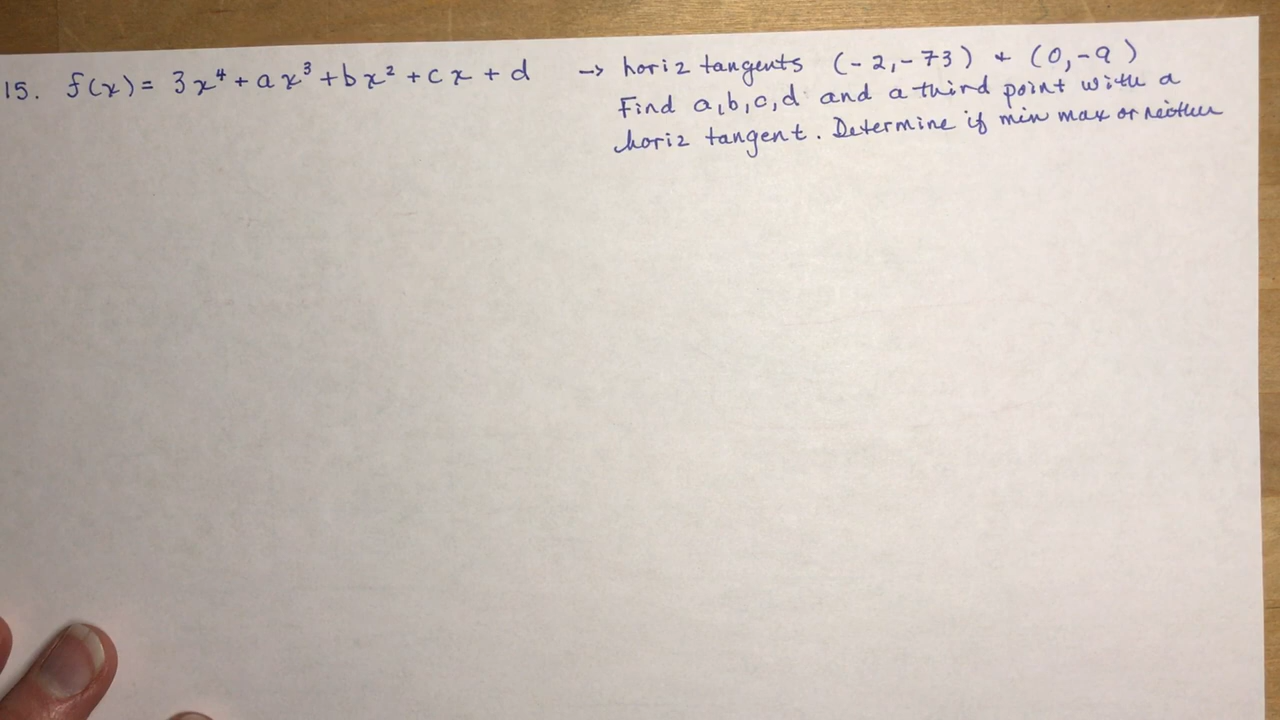 15. f(x) = 3x⁴ + ax³ + bx² + cx + d → horiz tangents (-2,-73) + (0,-9)
Find a,b,c,d and a third point with a
horiz tangent. Determine if min max or neither